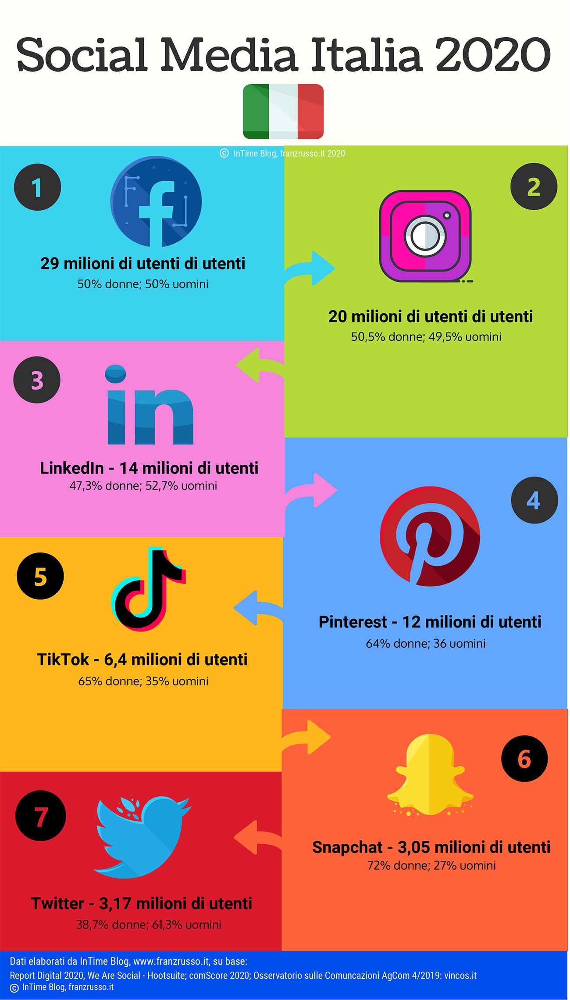 Social Media Italia 2020
© InTime Blog, franzrusso.it 2020
1
29 milioni di utenti di utenti
50% donne; 50% uomini
2
20 milioni di utenti di utenti
50,5% donne; 49,5% uomini
3
in
LinkedIn - 14 milioni di utenti
47,3% donne; 52,7% uomini
4
Pinterest - 12 milioni di utenti
64% donne; 36 uomini
5
TikTok - 6,4 milioni di utenti
65% donne; 35% uomini
6
Snapchat - 3,05 milioni di utenti
72% donne; 27% uomini
7
Twitter - 3,17 milioni di utenti
38,7% donne; 61,3% uomini
Dati elaborati da InTime Blog, www.franzrusso.it, su base:
Report Digital 2020, We Are Social - Hootsuite; comScore 2020; Osservatorio sulle Comuncazioni AgCom 4/2019: vincos.it
© InTime Blog, franzrusso.it